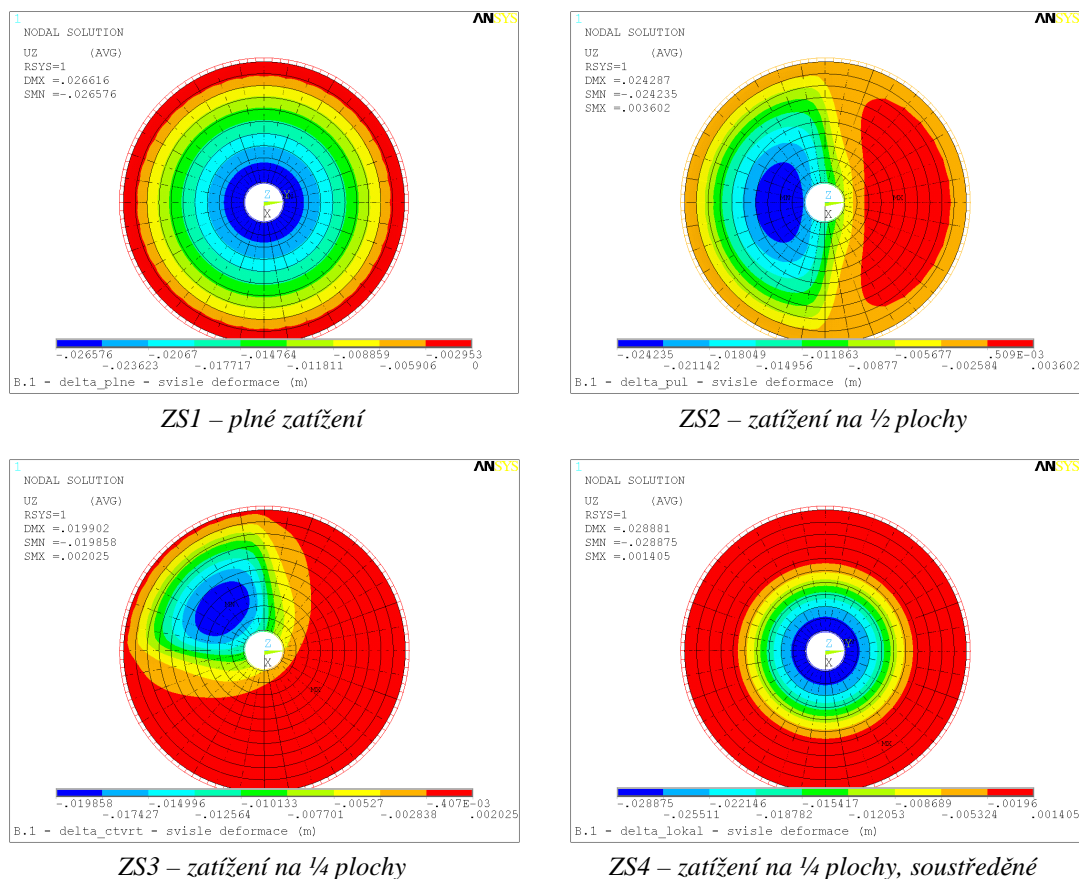 1
ANSYS
NODAL SOLUTION
UZ (AVG)
RSYS=1
DMX =.026616
SMN =-.026576
Z
Y
X
-.026576 -.02067 -.014764 -.008859 -.002953
-.023623 -.017717 -.011811 -.005906 0
B.1 - delta_plne - svisle deformace (m)
ZS1 – plné zatížení
1
ANSYS
NODAL SOLUTION
UZ (AVG)
RSYS=1
DMX =.024287
SMN =-.024235
SMX =.003602
MX
Z
X
-.024235 -.018049 -.011863 -.005677 .509E-03
-.021142 -.014956 -.00877 -.002584 .003602
B.1 - delta_pul - svisle deformace (m)
ZS2 – zatížení na ½ plochy
1
ANSYS
NODAL SOLUTION
UZ (AVG)
RSYS=1
DMX =.019902
SMN =-.019858
SMX =.002025
Z
X
MX
-.019858 -.014996 -.010133 -.00527 -.407E-03
-.017427 -.012564 -.007701 -.002838 .002025
B.1 - delta_ctvrt - svisle deformace (m)
ZS3 – zatížení na ¼ plochy
1
ANSYS
NODAL SOLUTION
UZ (AVG)
RSYS=1
DMX =.028881
SMN =-.028875
SMX =.001405
Z
Y
X
MX
-.028875 -.022146 -.015417 -.008689 -.00196
-.025511 -.018782 -.012053 -.005324 .001405
B.1 - delta_lokal - svisle deformace (m)
ZS4 – zatížení na ¼ plochy, soustředěné